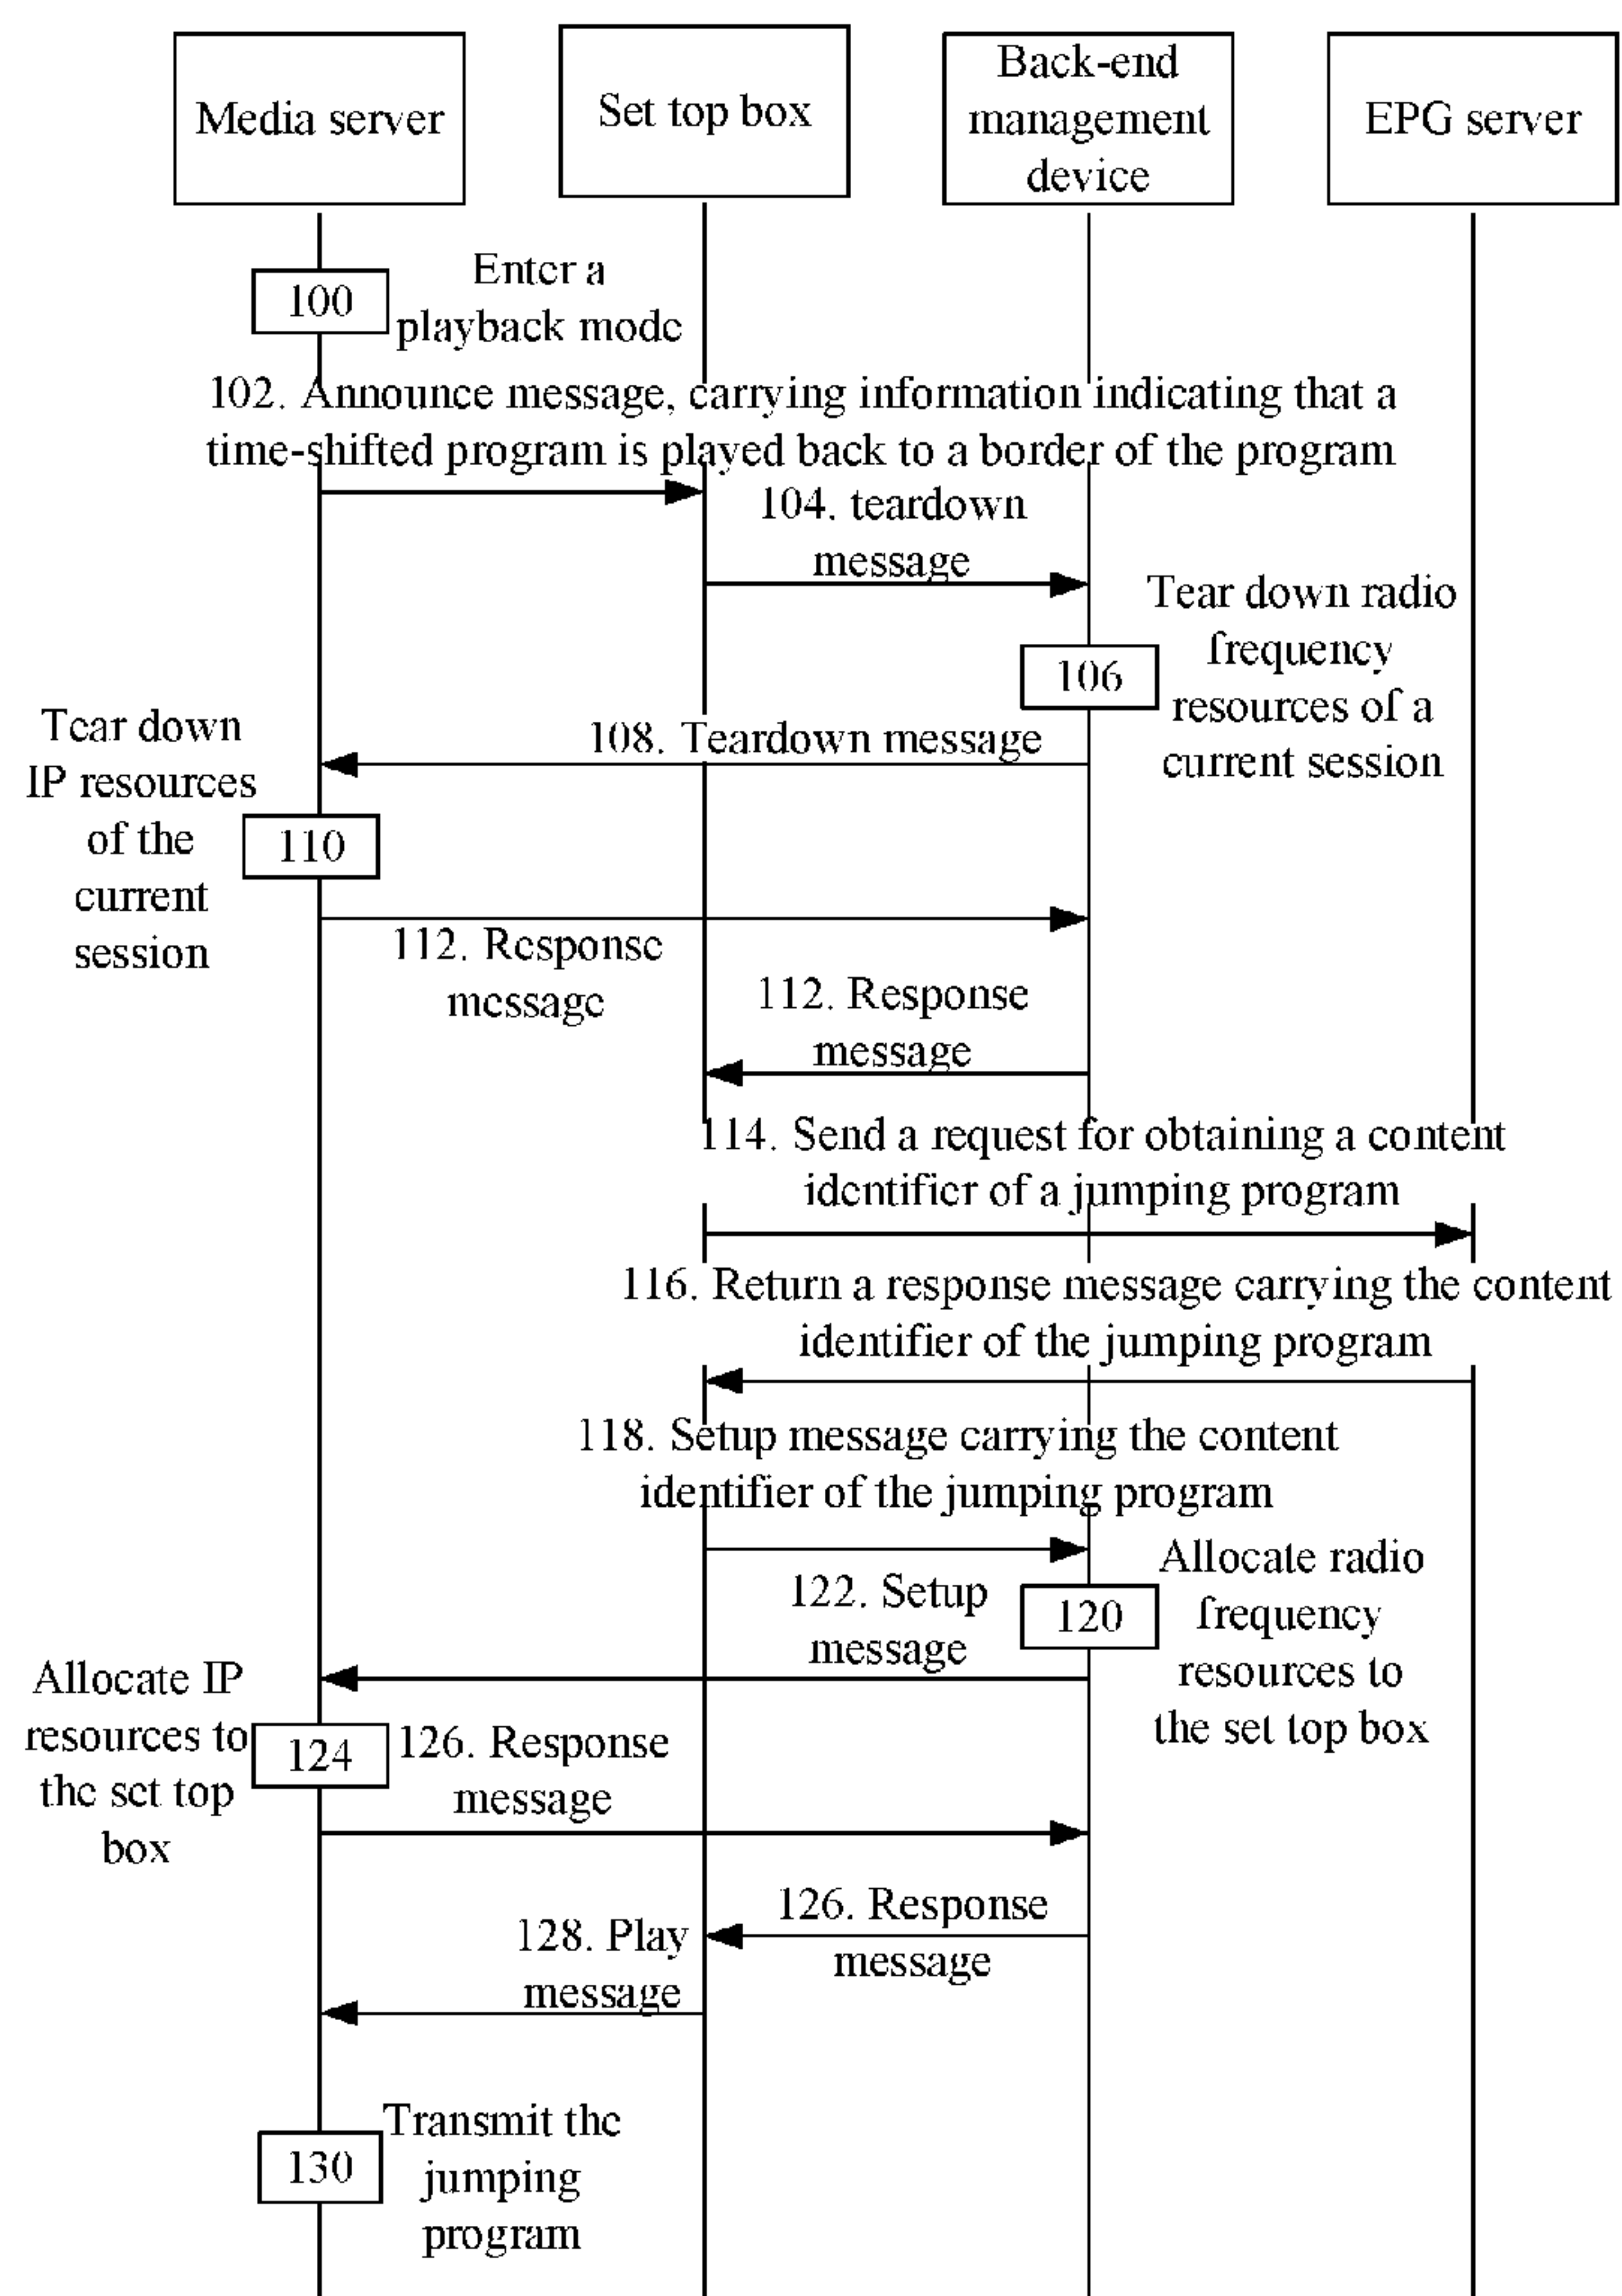 Media server
Set top box
Back-end
management
device
EPG server
100
Enter a
playback mode
102. Announce message, carrying information indicating that a
time-shifted program is played back to a border of the program
104. teardown
message
106
Tear down radio
frequency
resources of a
current session
108. Teardown message
Tear down
IP resources
of the
current
session
110
112. Response
message
112. Response
message
114. Send a request for obtaining a content
identifier of a jumping program
116. Return a response message carrying the content
identifier of the jumping program
118. Setup message carrying the content
identifier of the jumping program
120
Allocate radio
frequency
resources to
the set top box
122. Setup
message
Allocate IP
resources to
the set top
box
124
126. Response
message
126. Response
message
128. Play
message
130
Transmit the
jumping
program